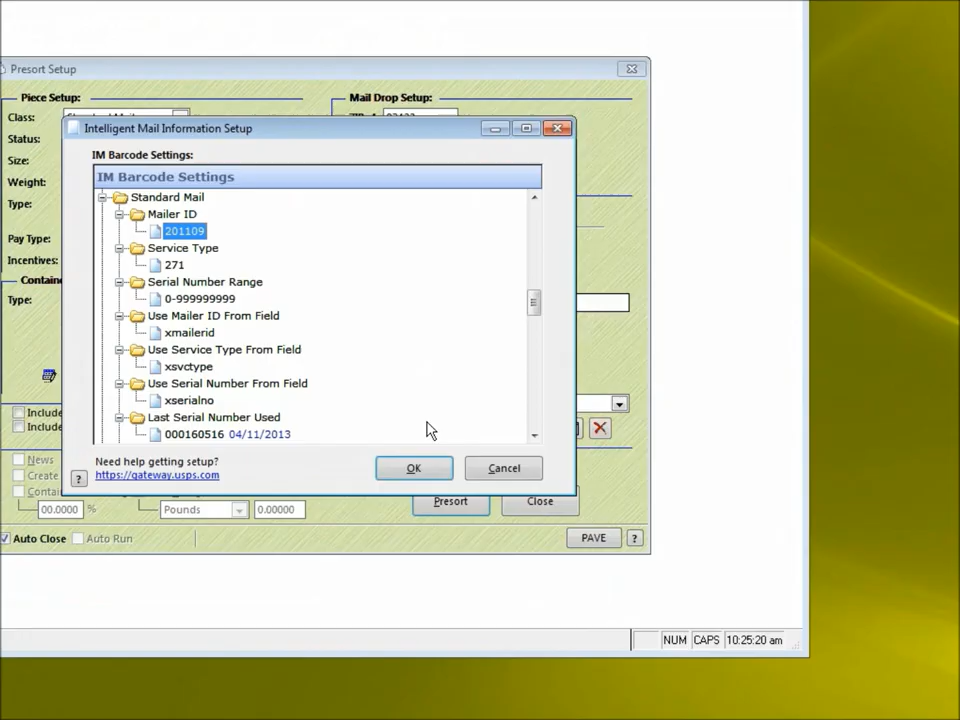 Presort Setup
Piece Setup:
Mail Drop Setup:
Class:
Status:
Size:
Weight:
Type:
Pay Type:
Incentives:
Type:
Intelligent Mail Information Setup
IM Barcode Settings:
IM Barcode Settings
Standard Mail
Mailer ID
201109
Service Type
271
Serial Number Range
0-999999999
Use Mailer ID From Field
xmailerid
Use Service Type From Field
xsvctype
Use Serial Number From Field
xserialno
Last Serial Number Used
000160516 04/11/2013
Need help getting setup?
https://gateway.usps.com
?
OK
Cancel
Include
Include
News
Create
00.0000 %
Pounds
0.00000
Presort
Close
Auto Close
Auto Run
PAVE
?
NUM
CAPS
10:25:20 am